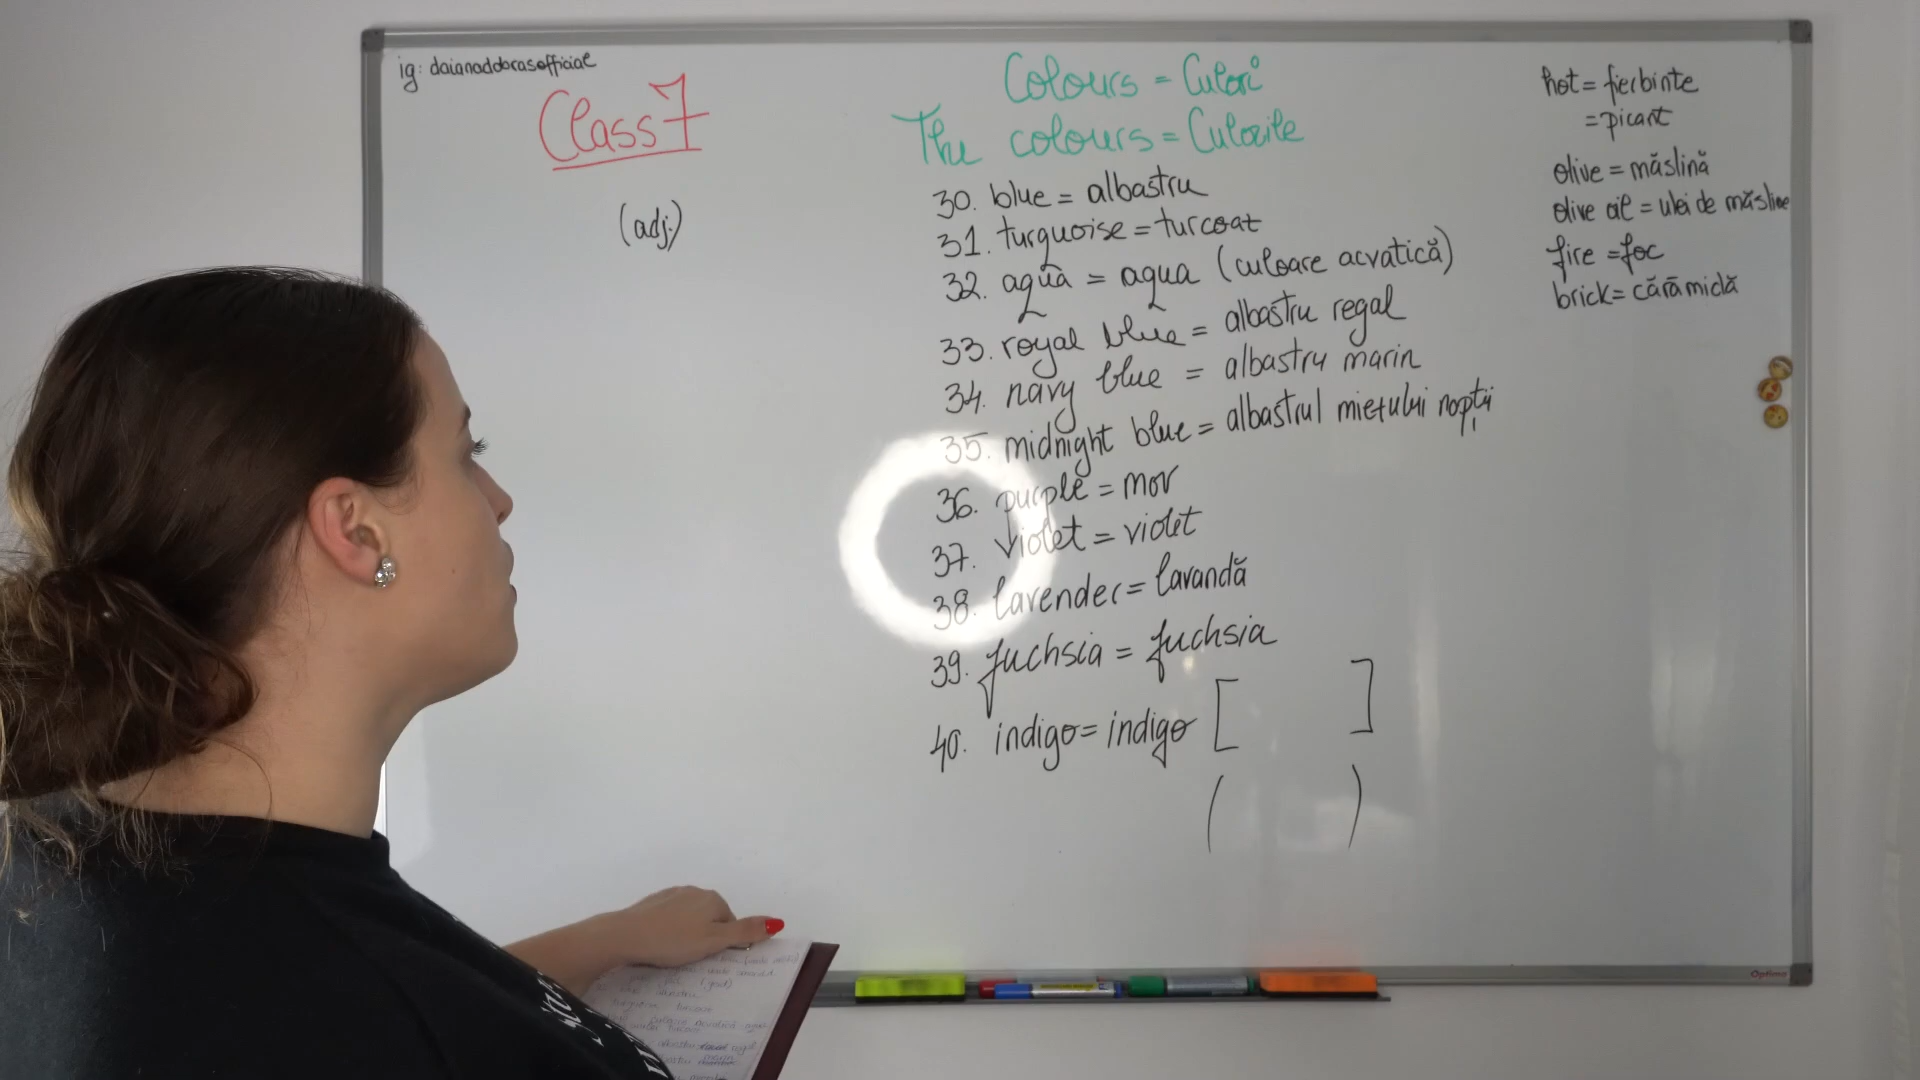 ig: daianaddobrasofficial
Class 7
(adj.)
Colours = Culori
The colours = Culorile
30. blue = albastru
31. turquoise = turcoat
32. aqua = aqua (culoare acvatică)
33. royal blue = albastru regal
34. navy blue = albastru marin
35. midnight blue = albastrul miezului nopții
36. purple = mov
37. violet = violet
38. lavender = lavandă
39. fuchsia = fuchsia
40. indigo = indigo [ ]
( )
hot = fierbinte
= picant
olive = măslină
olive oil = ulei de măsline
fire = foc
brick = cărămidă
Optima